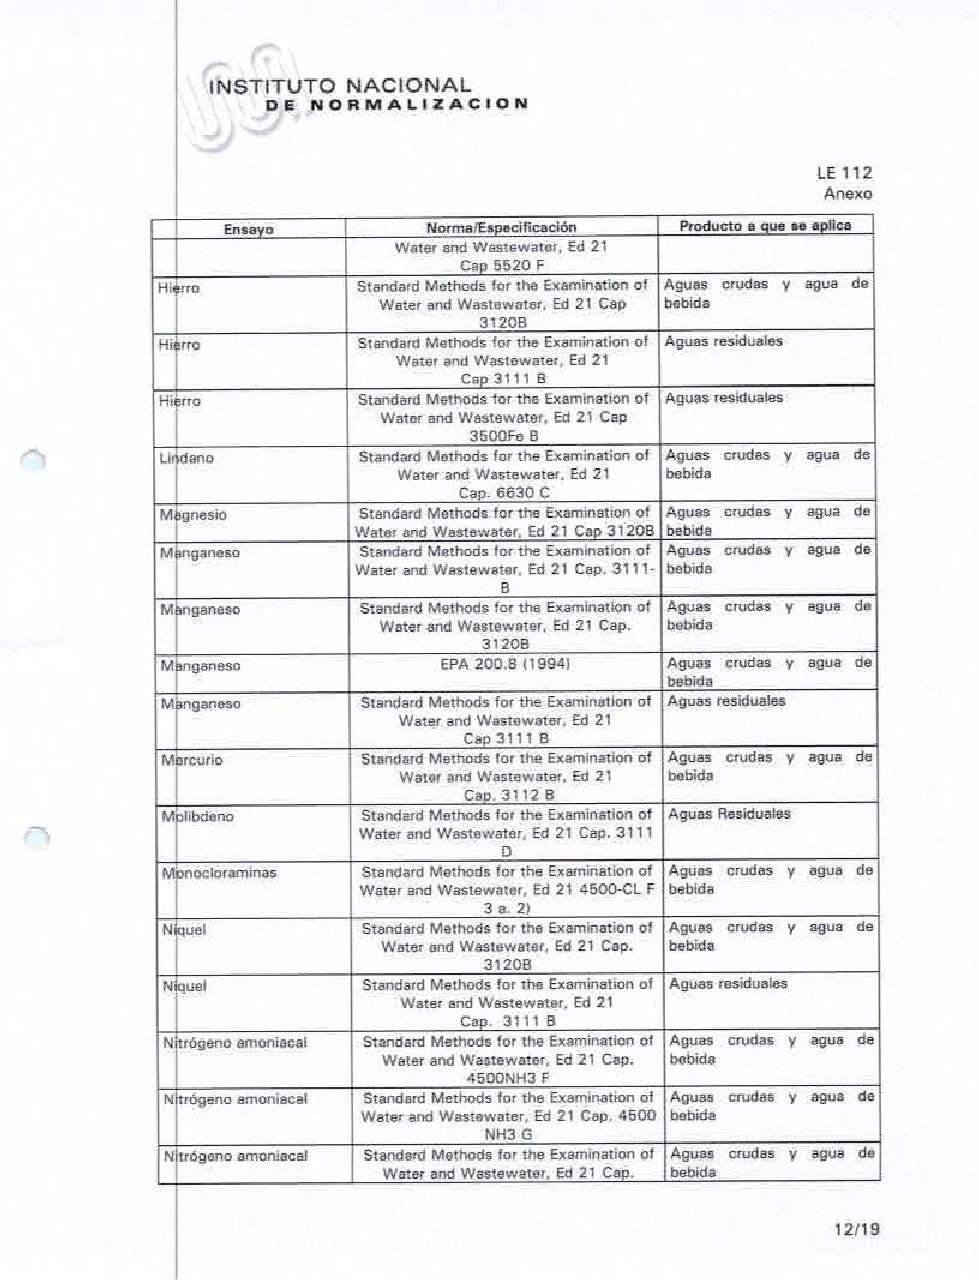 INSTITUTO NACIONAL
DE NORMALIZACION
LE 112
Anexo
Ensayo Norma/Especificación Producto a que se aplica
Water and Wastewater, Ed 21
Cap 5520 F
Hierro Standard Methods for the Examination of Aguas crudas y agua de
Water and Wastewater, Ed 21 Cap bebida
3120B
Hierro Standard Methods for the Examination of Aguas residuales
Water and Wastewater, Ed 21
Cap 3111 B
Hierro Standard Methods for the Examination of Aguas residuales
Water and Wastewater, Ed 21 Cap
3500Fe B
Lindano Standard Methods for the Examination of Aguas crudas y agua de
Water and Wastewater, Ed 21 bebida
Cap. 6630 C
Magnesio Standard Methods for the Examination of Aguas crudas y agua de
Water and Wastewater, Ed 21 Cap 3120B bebida
Manganeso Standard Methods for the Examination of Aguas crudas y agua de
Water and Wastewater, Ed 21 Cap. 3111- bebida
B
Manganeso Standard Methods for the Examination of Aguas crudas y agua de
Water and Wastewater, Ed 21 Cap. bebida
3120B
Manganeso EPA 200.8 (1994) Aguas crudas y agua de
bebida
Manganeso Standard Methods for the Examination of Aguas residuales
Water and Wastewater, Ed 21
Cap 3111 B
Mercurio Standard Methods for the Examination of Aguas crudas y agua de
Water and Wastewater, Ed 21 bebida
Cap. 3112 B
Molibdeno Standard Methods for the Examination of Aguas Residuales
Water and Wastewater, Ed 21 Cap. 3111
D
Monocloraminas Standard Methods for the Examination of Aguas crudas y agua de
Water and Wastewater, Ed 21 4500-CL F bebida
3 a. 2)
Níquel Standard Methods for the Examination of Aguas crudas y agua de
Water and Wastewater, Ed 21 Cap. bebida
3120B
Níquel Standard Methods for the Examination of Aguas residuales
Water and Wastewater, Ed 21
Cap. 3111 B
Nitrógeno amoniacal Standard Methods for the Examination of Aguas crudas y agua de
Water and Wastewater, Ed 21 Cap. bebida
4500NH3 F
Nitrógeno amoniacal Standard Methods for the Examination of Aguas crudas y agua de
Water and Wastewater, Ed 21 Cap. 4500 bebida
NH3 G
Nitrógeno amoniacal Standard Methods for the Examination of Aguas crudas y agua de
Water and Wastewater, Ed 21 Cap. bebida
12/19